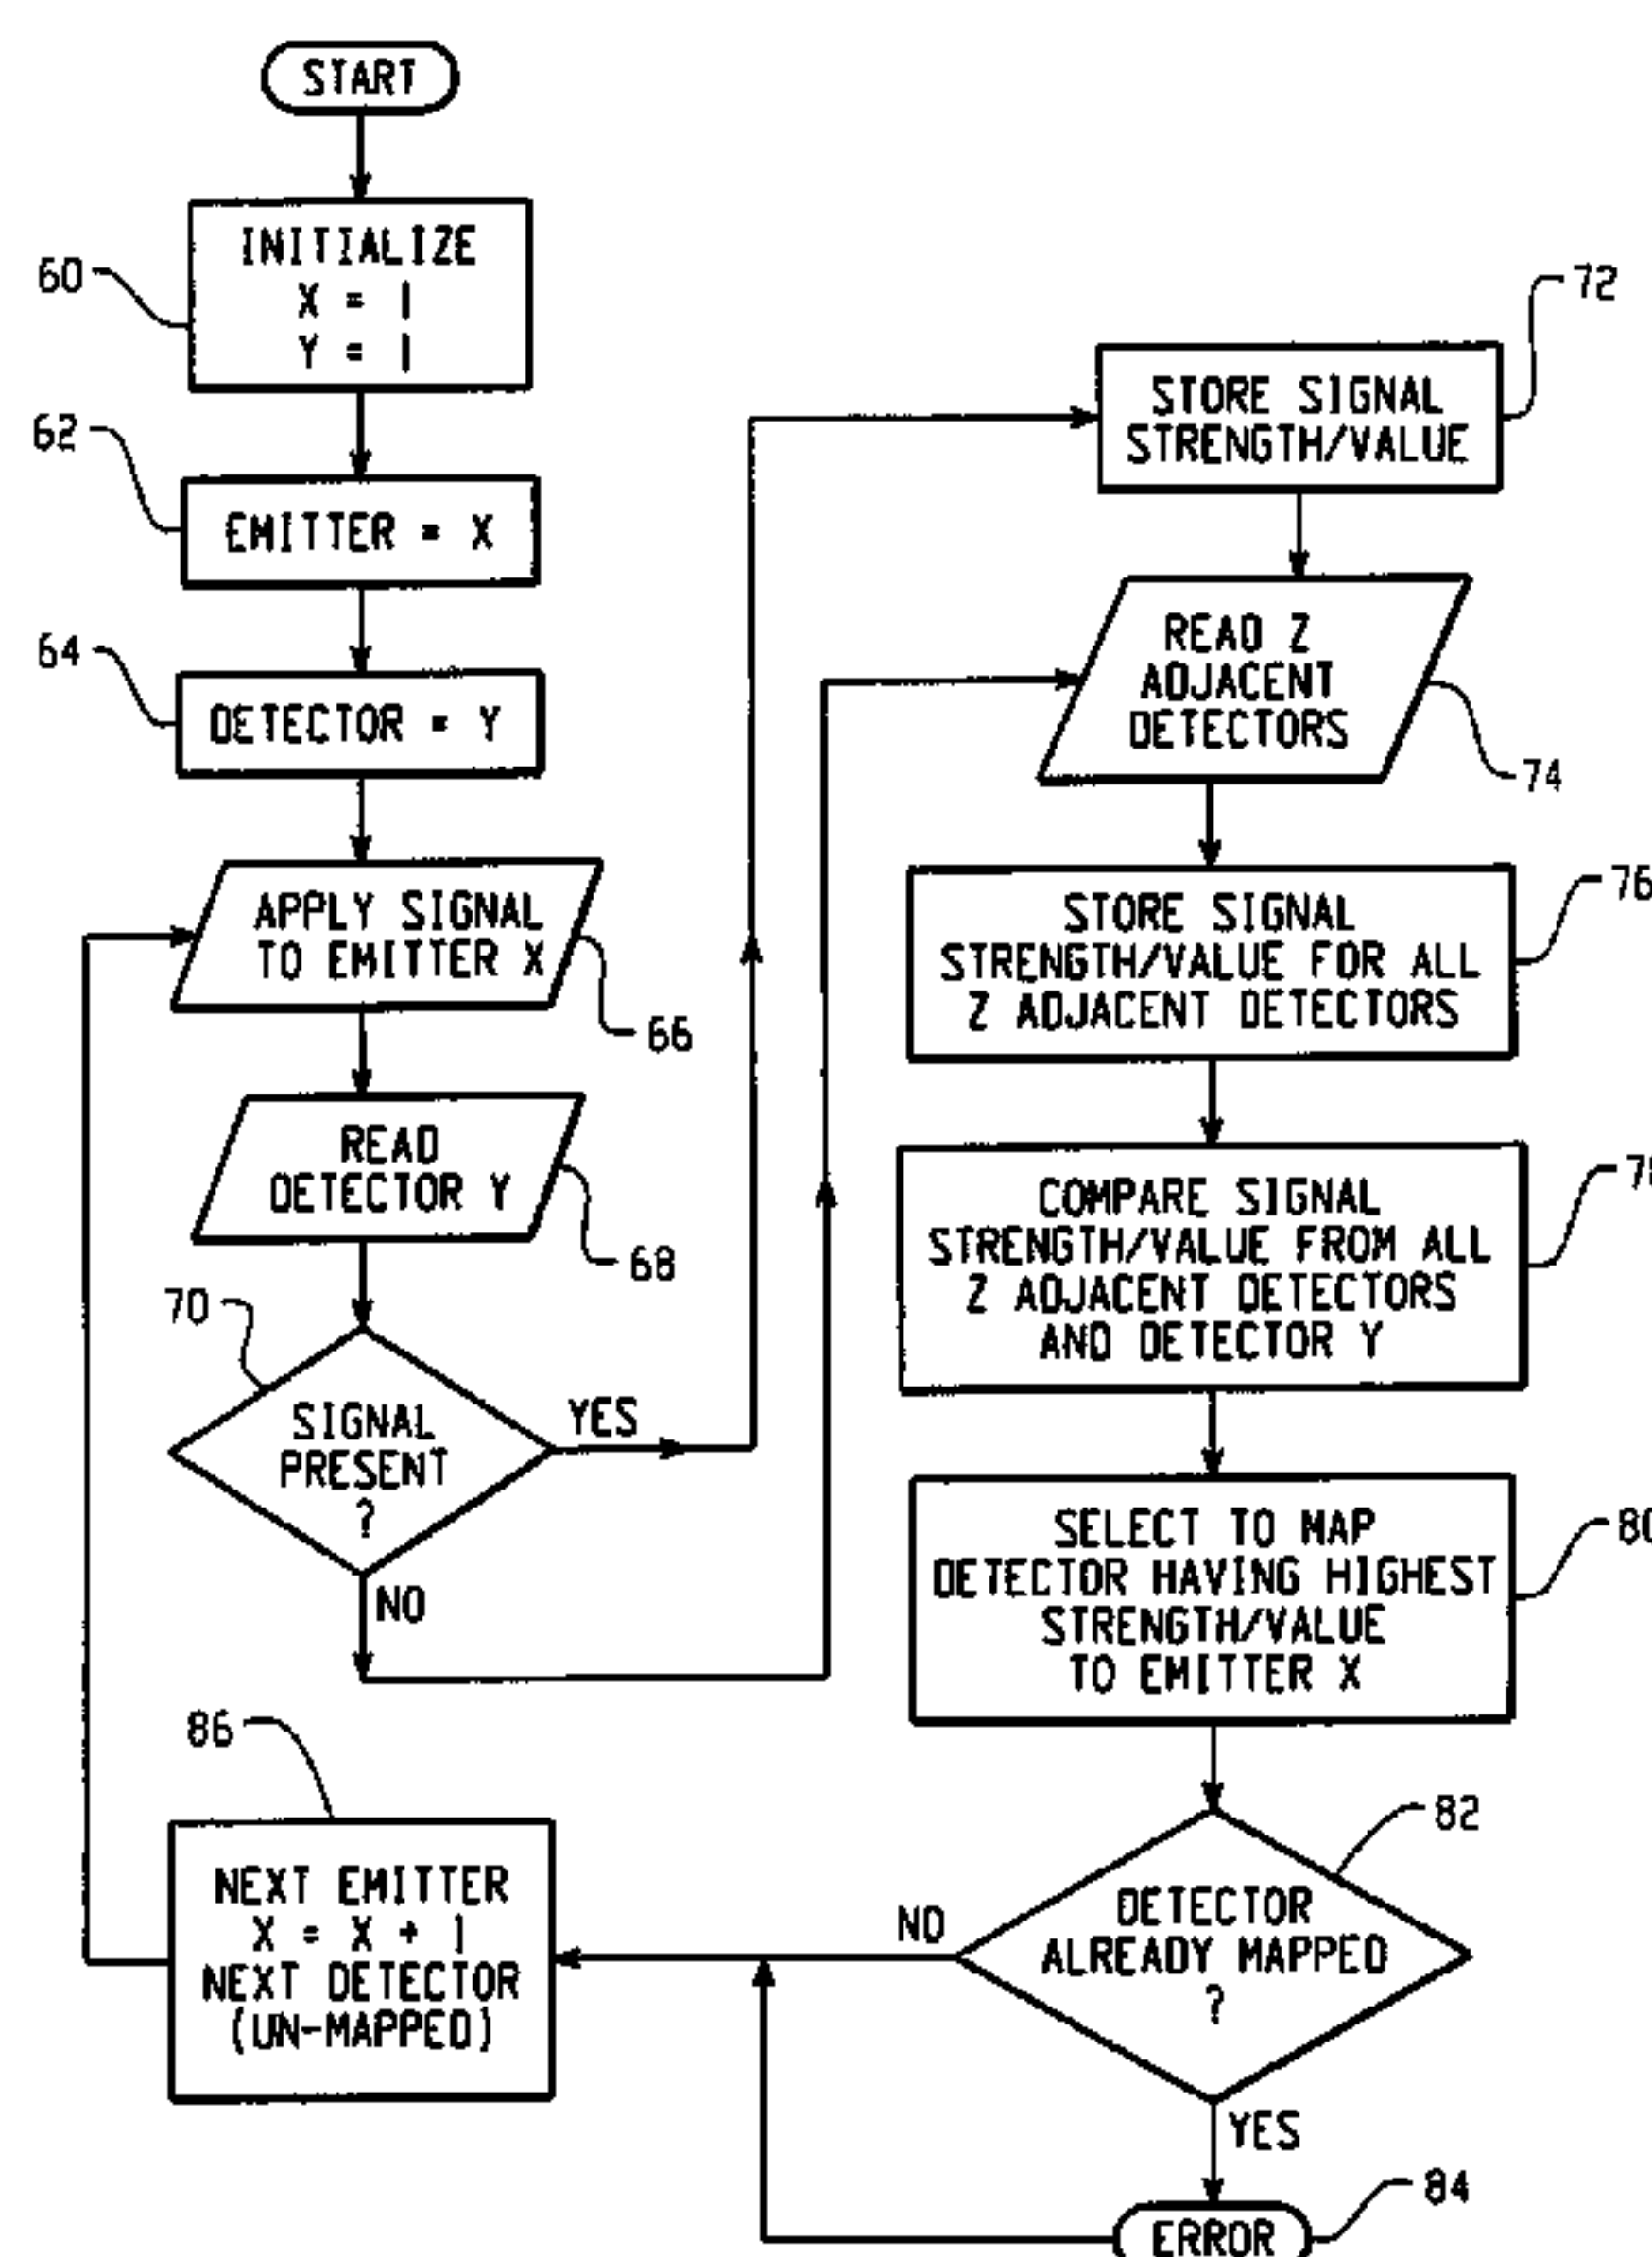 START
INITIALIZE
X = 1
Y = 1
60
62
EMITTER = X
64
DETECTOR = Y
APPLY SIGNAL
TO EMITTER X
66
READ
DETECTOR Y
68
70
SIGNAL
PRESENT
?
YES
NO
72
STORE SIGNAL
STRENGTH/VALUE
READ Z
ADJACENT
DETECTORS
74
STORE SIGNAL
STRENGTH/VALUE FOR ALL
Z ADJACENT DETECTORS
76
COMPARE SIGNAL
STRENGTH/VALUE FROM ALL
Z ADJACENT DETECTORS
AND DETECTOR Y
SELECT TO MAP
DETECTOR HAVING HIGHEST
STRENGTH/VALUE
TO EMITTER X
80
82
DETECTOR
ALREADY MAPPED
?
NO
YES
84
ERROR
86
NEXT EMITTER
X = X + 1
NEXT DETECTOR
(UN-MAPPED)